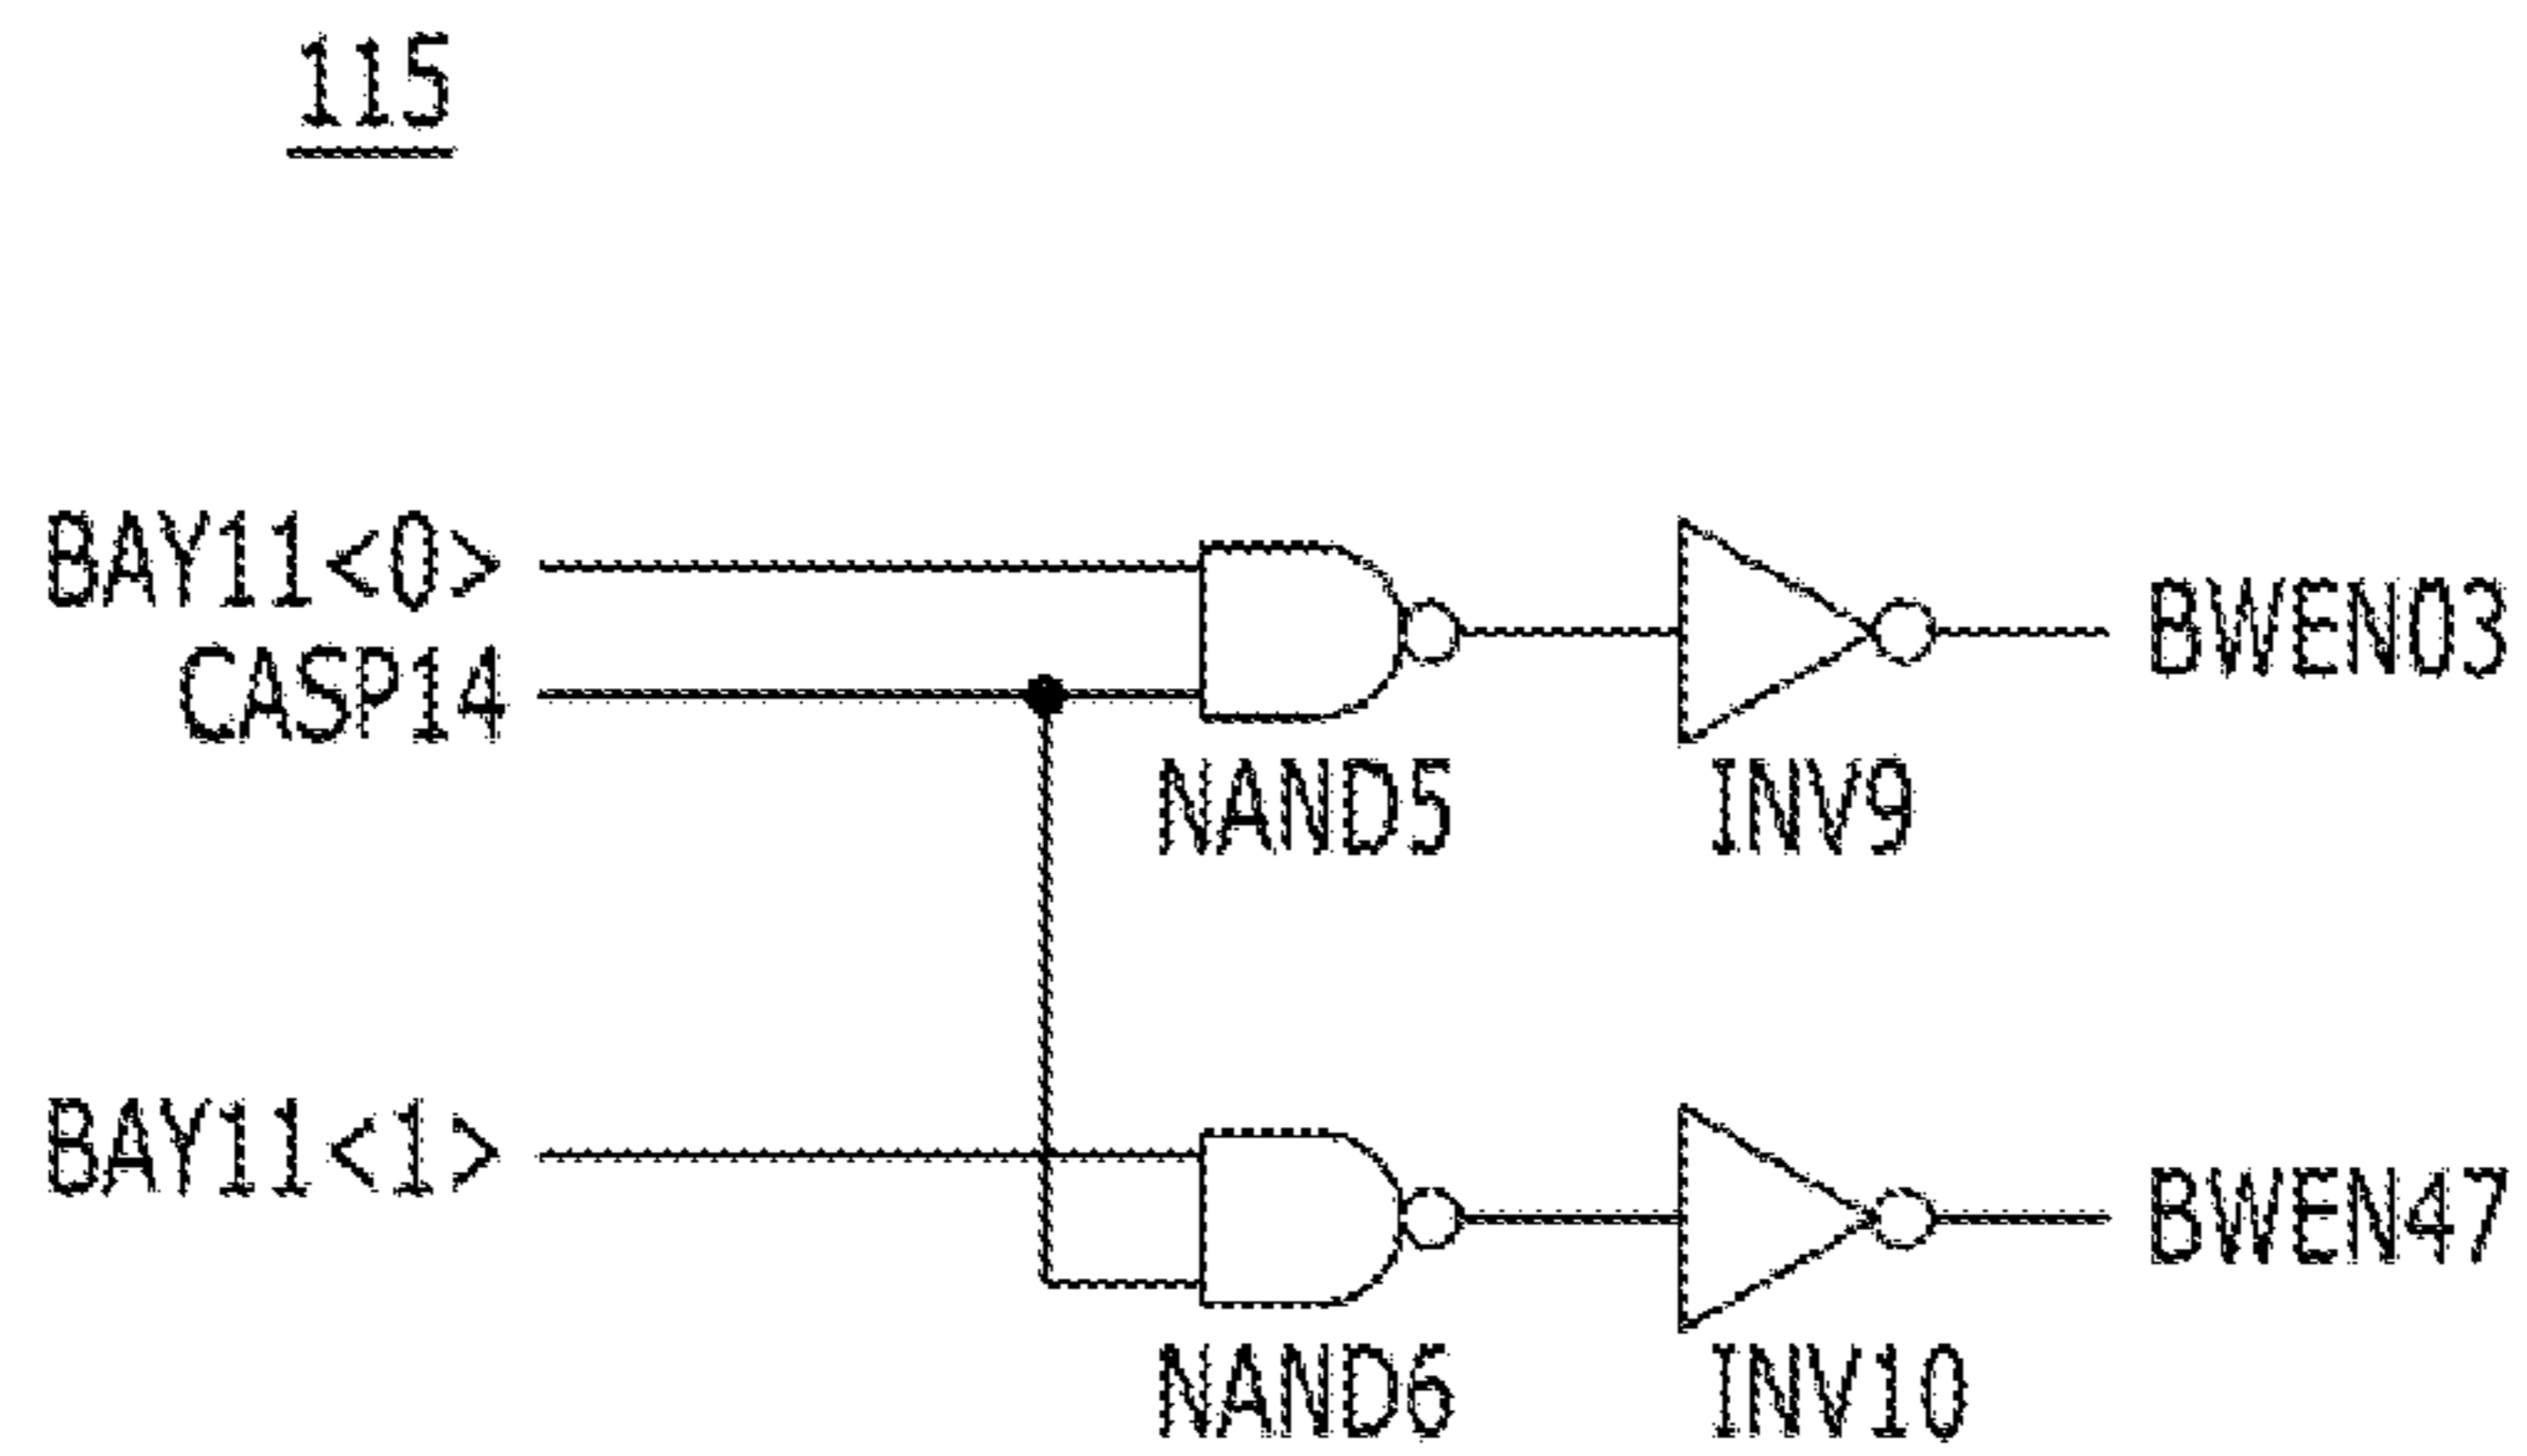 115
BAY11<0>
CASP14
BWEN03
NAND5
INV9
BAY11<1>
BWEN47
NAND6
INV10